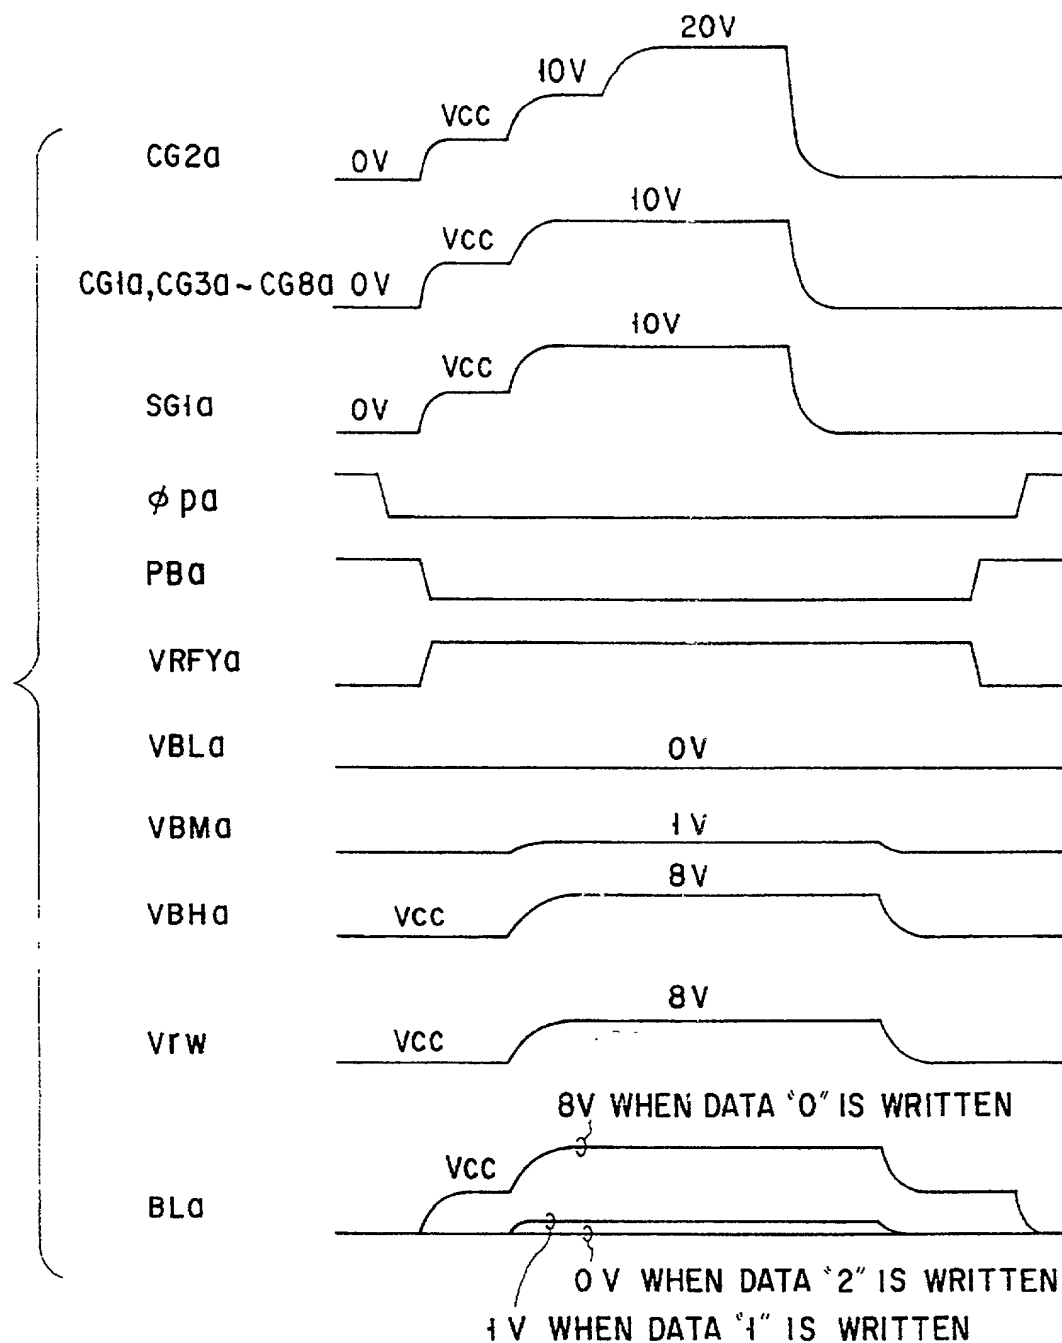 20V
10V
VCC
CG2a
0V
10V
VCC
CG1a,CG3a~CG8a 0V
10V
VCC
SG1a
0V
φpa
PBa
VRFYa
VBLa
0V
VBMa
1V
8V
VBHa
VCC
8V
Vrw
VCC
8V WHEN DATA "0" IS WRITTEN
VCC
BLa
0V WHEN DATA "2" IS WRITTEN
1V WHEN DATA "1" IS WRITTEN